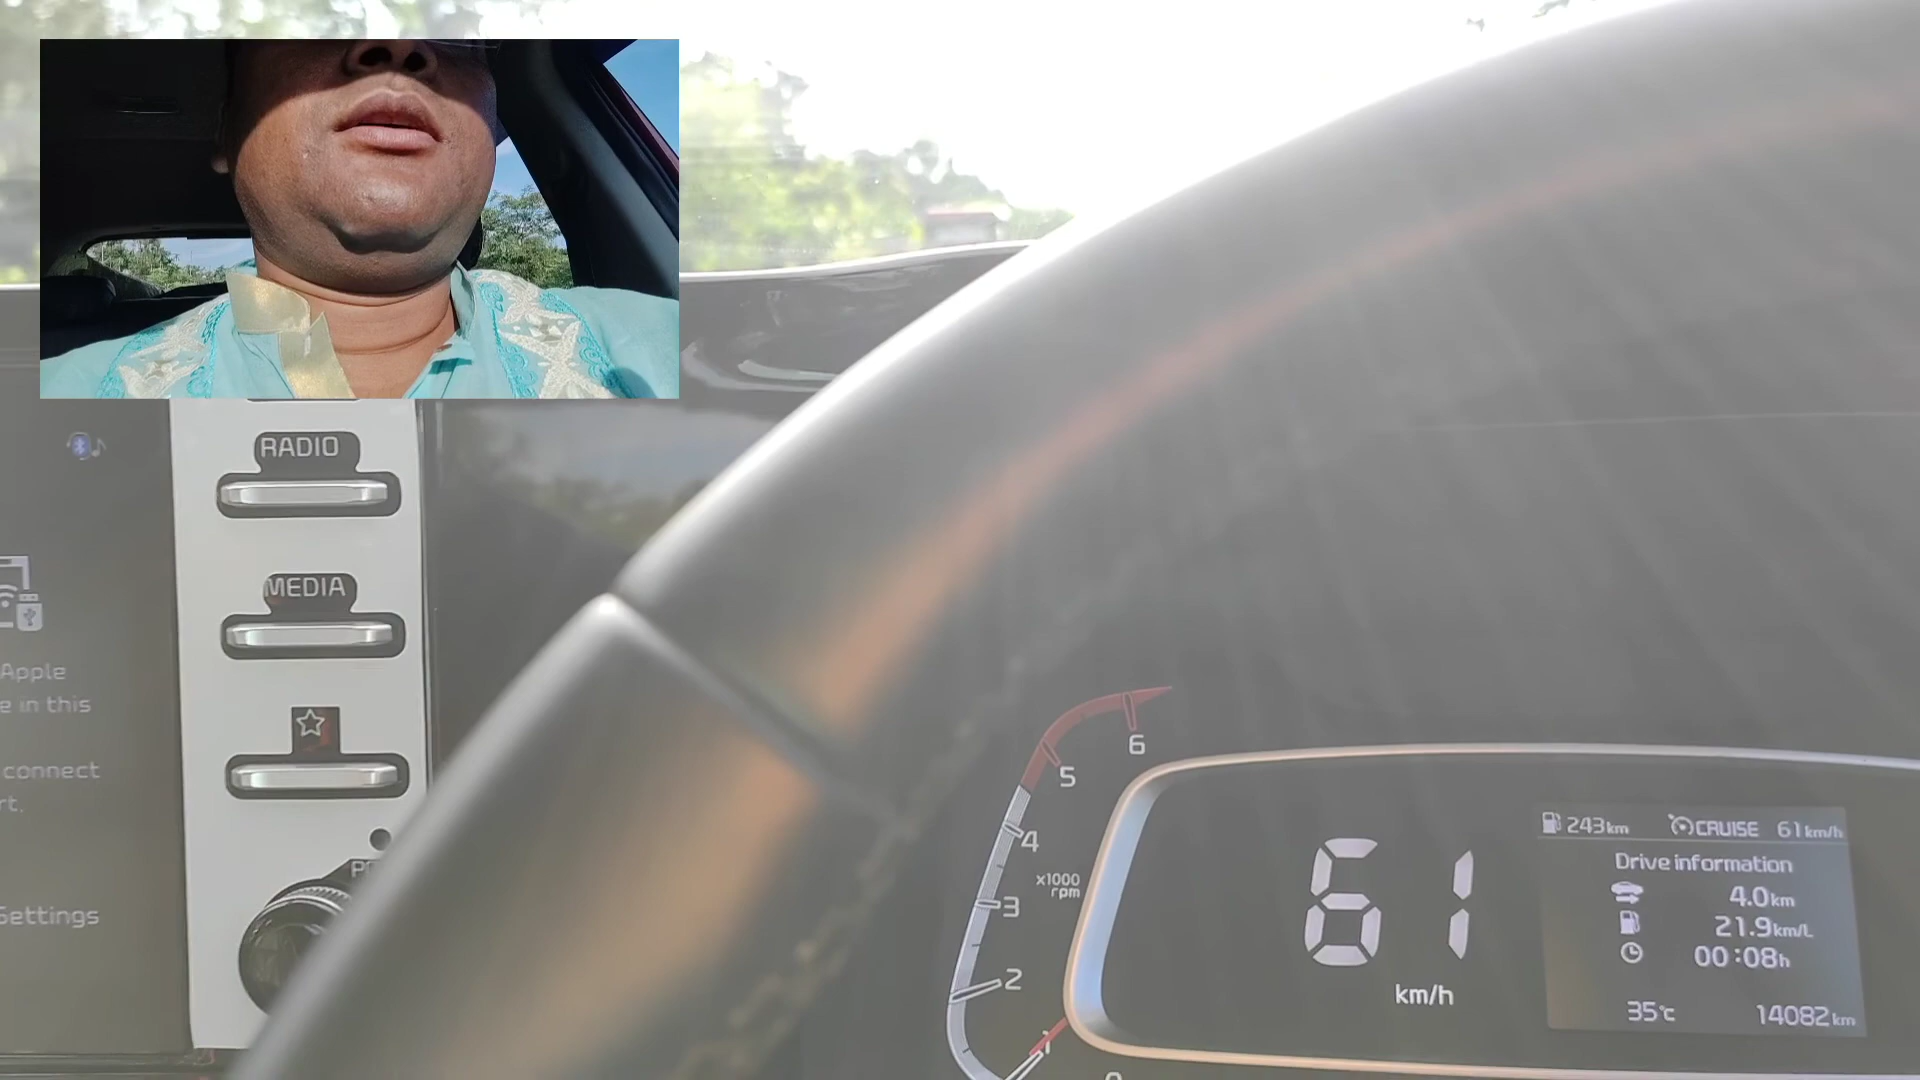 RADIO
MEDIA
Apple
e in this
connect
rt.
Settings
6
5
4
x1000
rpm
3
2
1
61
km/h
243km
CRUISE 61km/h
Drive information
4.0km
21.9km/L
00:08h
35℃
14082km